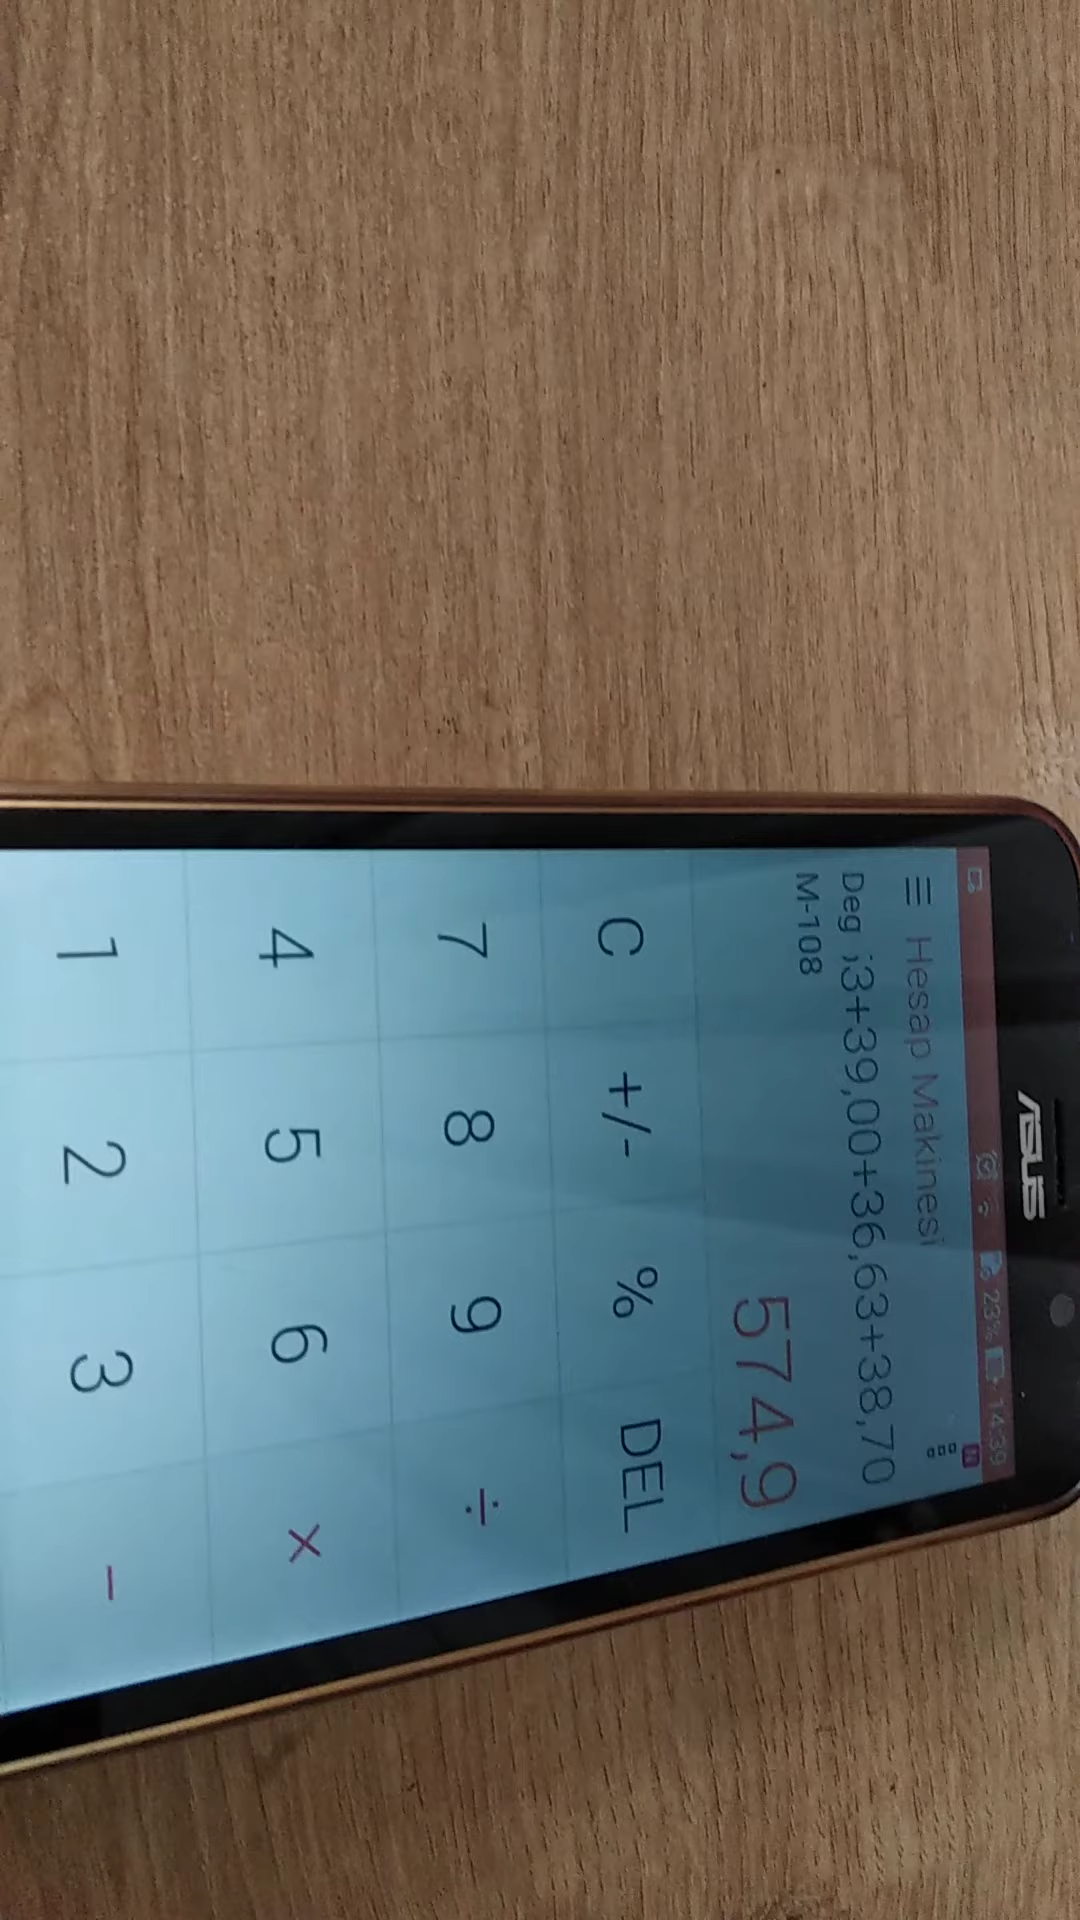 ASUS
23% 14:39
Hesap Makinesi
Deg ;3+39,00+36,63+38,70
M-108
574,9
C +/- % DEL
7 8 9 ÷
4 5 6 ×
1 2 3 −